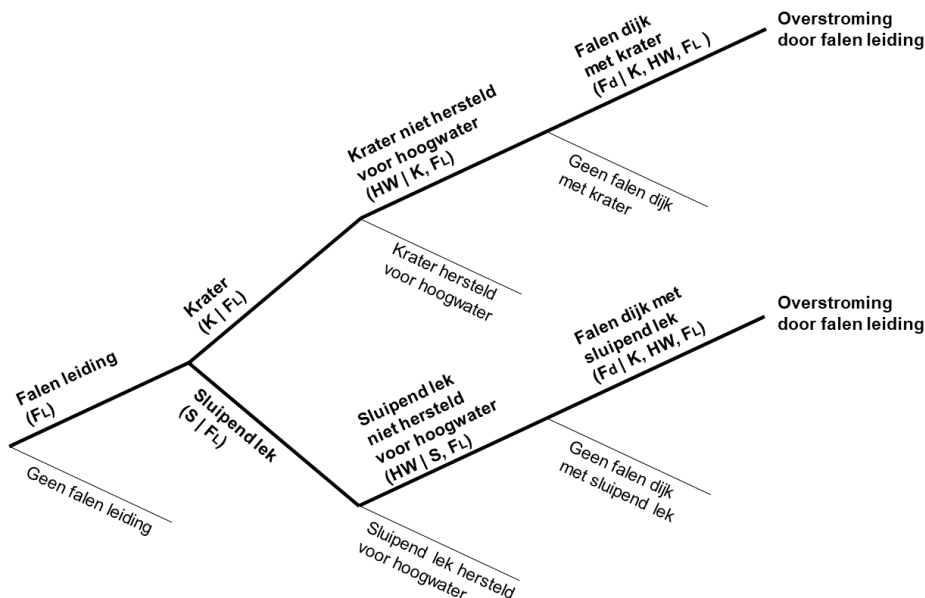 Falen leiding
(FL)
Geen falen leiding
Krater
(K | FL)
Sluipend lek
(S | FL)
Krater niet hersteld
voor hoogwater
(HW | K, FL)
Krater hersteld
voor hoogwater
Falen dijk
met krater
(Fd | K, HW, FL )
Geen falen dijk
met krater
Overstroming
door falen leiding
Sluipend lek
niet hersteld
voor hoogwater
(HW | S, FL)
Sluipend lek hersteld
voor hoogwater
Falen dijk met
sluipend lek
(Fd | K, HW, FL)
Geen falen dijk
met sluipend lek
Overstroming
door falen leiding